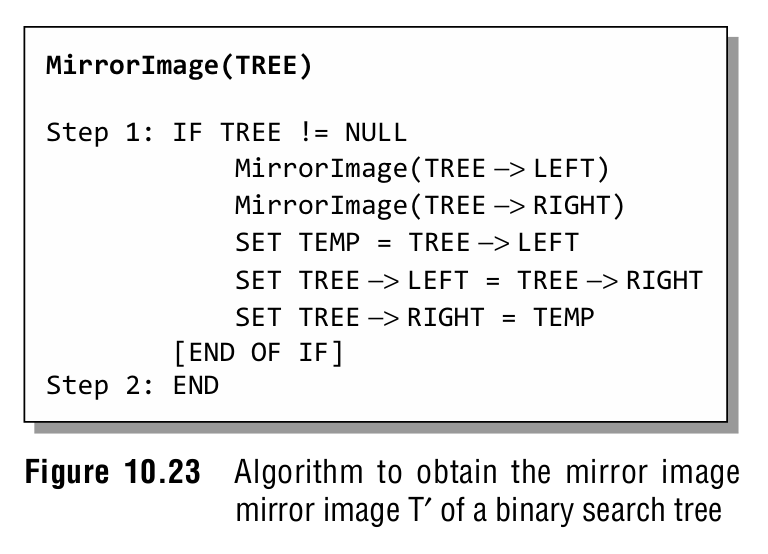 MirrorImage(TREE)
Step 1: IF TREE != NULL
MirrorImage(TREE –> LEFT)
MirrorImage(TREE –> RIGHT)
SET TEMP = TREE –> LEFT
SET TREE –> LEFT = TREE –> RIGHT
SET TREE –> RIGHT = TEMP
[END OF IF]
Step 2: END
Figure 10.23 Algorithm to obtain the mirror image
mirror image T′ of a binary search tree